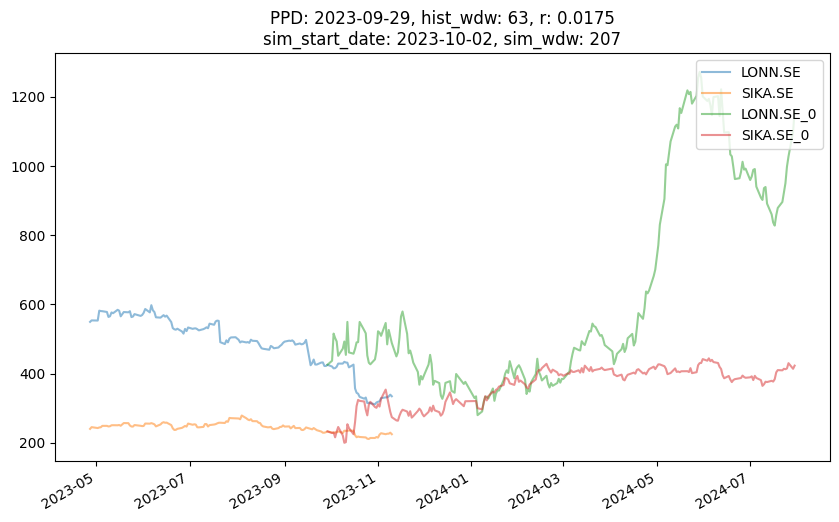 PPD: 2023-09-29, hist_wdw: 63, r: 0.0175
sim_start_date: 2023-10-02, sim_wdw: 207
LONN.SE
SIKA.SE
LONN.SE_0
SIKA.SE_0
1200
1000
800
600
400
200
2023-05
2023-07
2023-09
2023-11
2024-01
2024-03
2024-05
2024-07